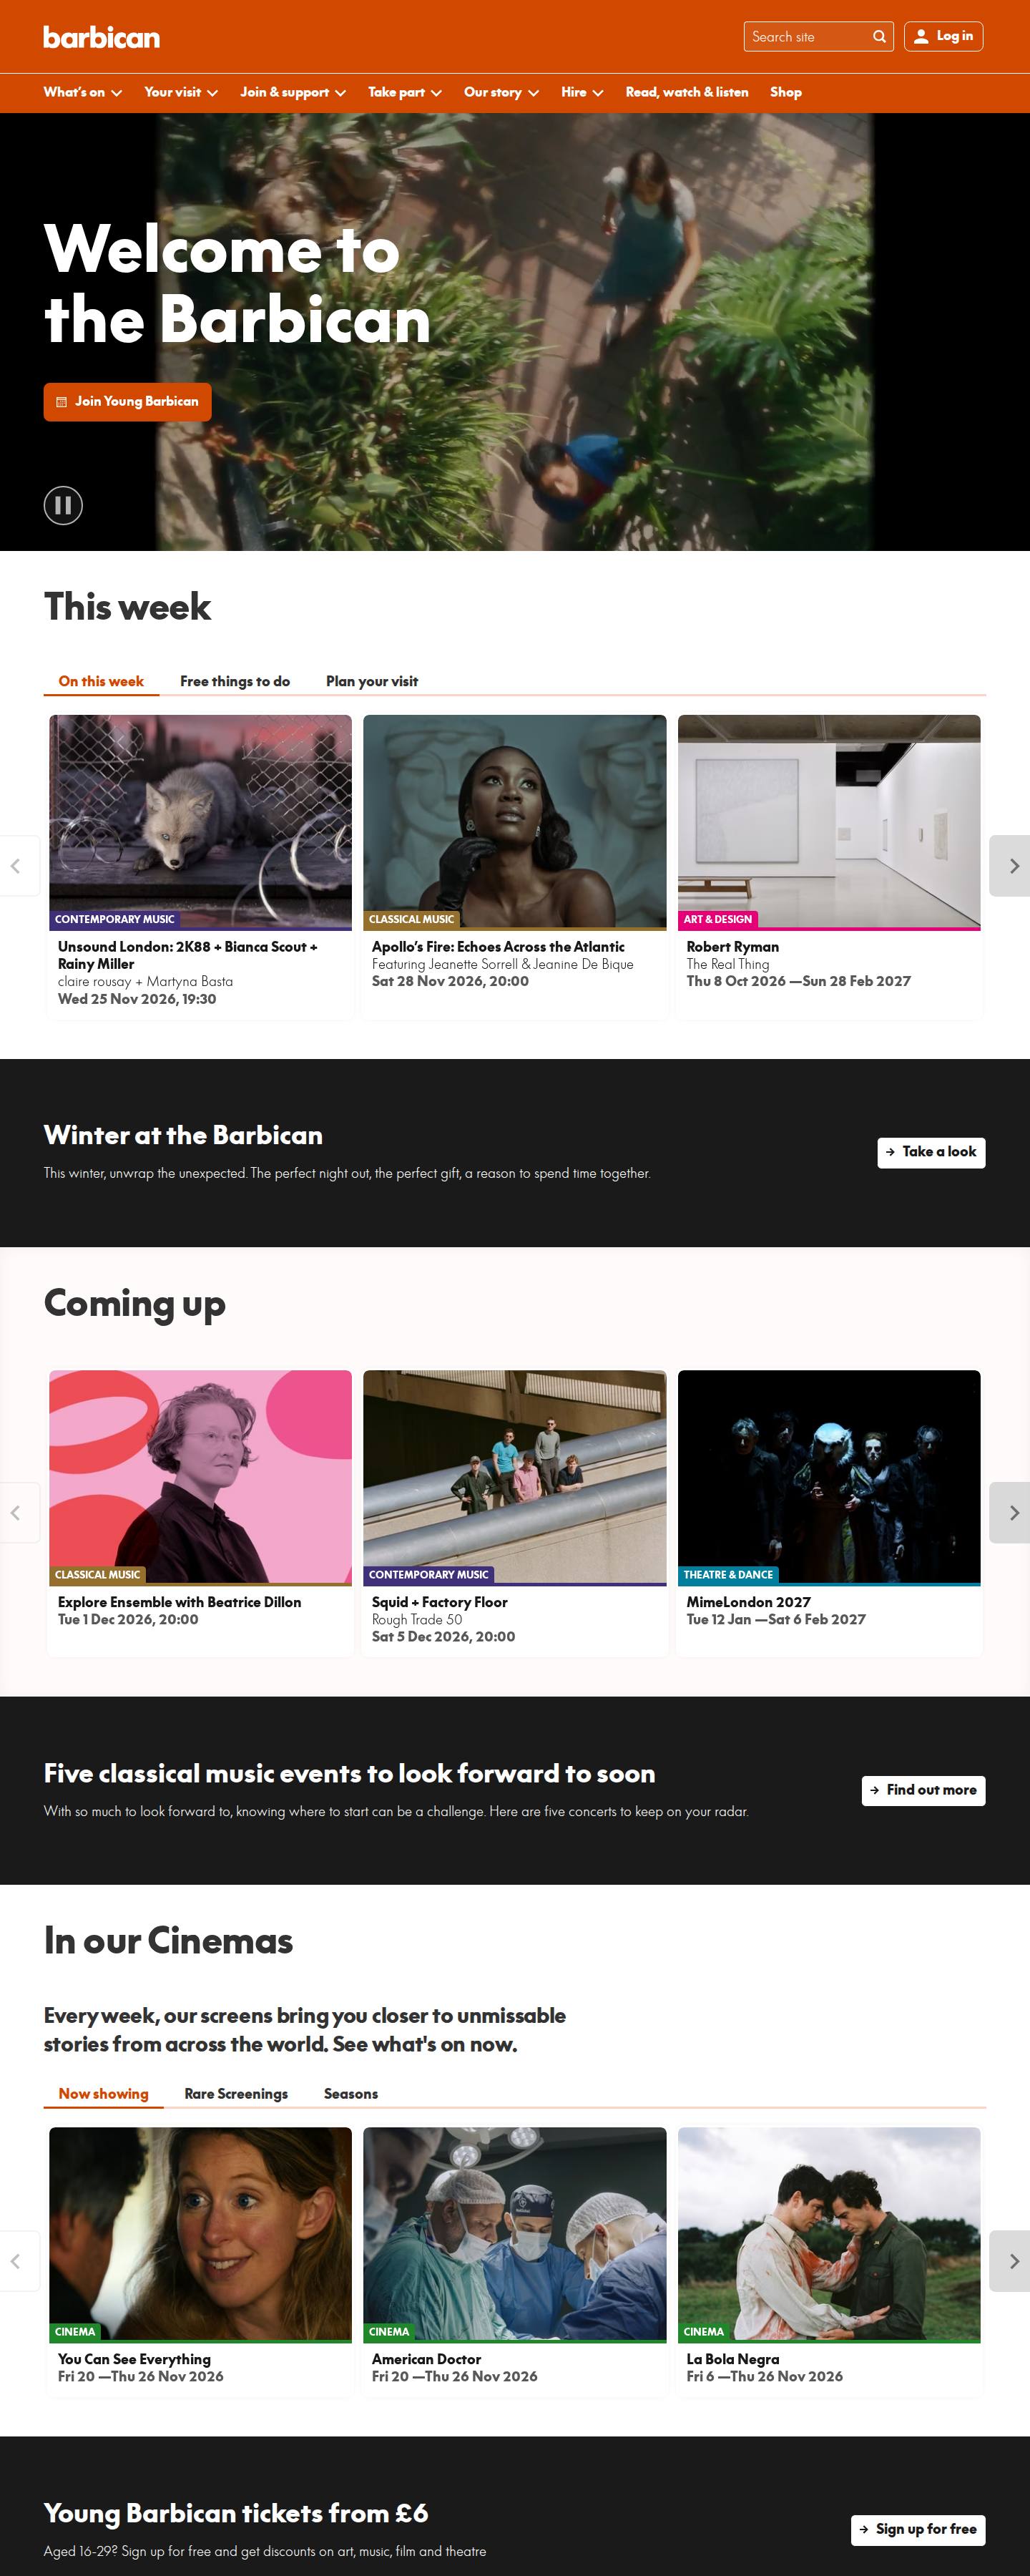 barbican
Search site
Log in
What's on
Your visit
Join & support
Take part
Our story
Hire
Read, watch & listen
Shop
Welcome to
the Barbican
Join Young Barbican
This week
On this week
Free things to do
Plan your visit
CONTEMPORARY MUSIC
Unsound London: 2K88 + Bianca Scout +
Rainy Miller
claire rousay + Martyna Basta
Wed 25 Nov 2026, 19:30
CLASSICAL MUSIC
Apollo's Fire: Echoes Across the Atlantic
Featuring Jeanette Sorrell & Jeanine De Bique
Sat 28 Nov 2026, 20:00
ART & DESIGN
Robert Ryman
The Real Thing
Thu 8 Oct 2026 —Sun 28 Feb 2027
Winter at the Barbican
This winter, unwrap the unexpected. The perfect night out, the perfect gift, a reason to spend time together.
Take a look
Coming up
CLASSICAL MUSIC
Explore Ensemble with Beatrice Dillon
Tue 1 Dec 2026, 20:00
CONTEMPORARY MUSIC
Squid + Factory Floor
Rough Trade 50
Sat 5 Dec 2026, 20:00
THEATRE & DANCE
MimeLondon 2027
Tue 12 Jan —Sat 6 Feb 2027
Five classical music events to look forward to soon
With so much to look forward to, knowing where to start can be a challenge. Here are five concerts to keep on your radar.
Find out more
In our Cinemas
Every week, our screens bring you closer to unmissable
stories from across the world. See what's on now.
Now showing
Rare Screenings
Seasons
CINEMA
You Can See Everything
Fri 20 —Thu 26 Nov 2026
CINEMA
American Doctor
Fri 20 —Thu 26 Nov 2026
CINEMA
La Bola Negra
Fri 6 —Thu 26 Nov 2026
Young Barbican tickets from £6
Aged 16-29? Sign up for free and get discounts on art, music, film and theatre
Sign up for free